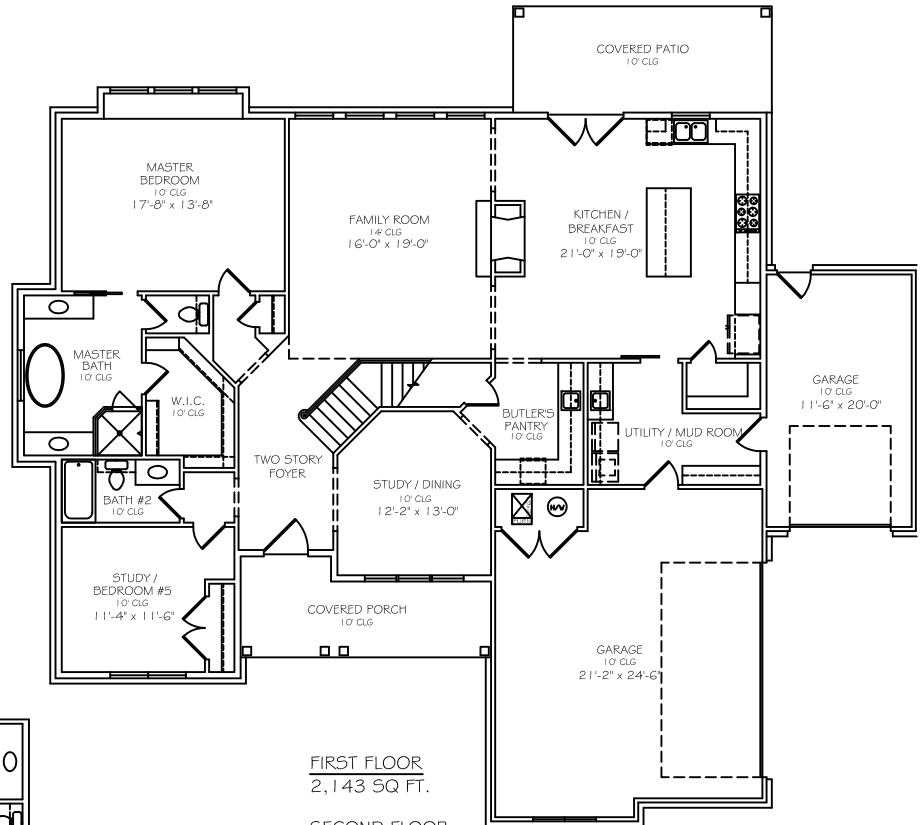 COVERED PATIO
10' CLG
MASTER
BEDROOM
10' CLG
17'-8" x 13'-8"
FAMILY ROOM
14' CLG
16'-0" x 19'-0"
KITCHEN /
BREAKFAST
10' CLG
21'-0" x 19'-0"
MASTER
BATH
10' CLG
W.I.C.
10' CLG
GARAGE
10' CLG
11'-6" x 20'-0"
BUTLER'S
PANTRY
10' CLG
UTILITY / MUD ROOM
10' CLG
TWO STORY
FOYER
STUDY / DINING
10' CLG
12'-2" x 13'-0"
BATH #2
10' CLG
H/W
STUDY /
BEDROOM #5
10' CLG
11'-4" x 11'-6"
COVERED PORCH
10' CLG
GARAGE
10' CLG
21'-2" x 24'-6"
FIRST FLOOR
2,143 SQ FT.
SECOND FLOOR